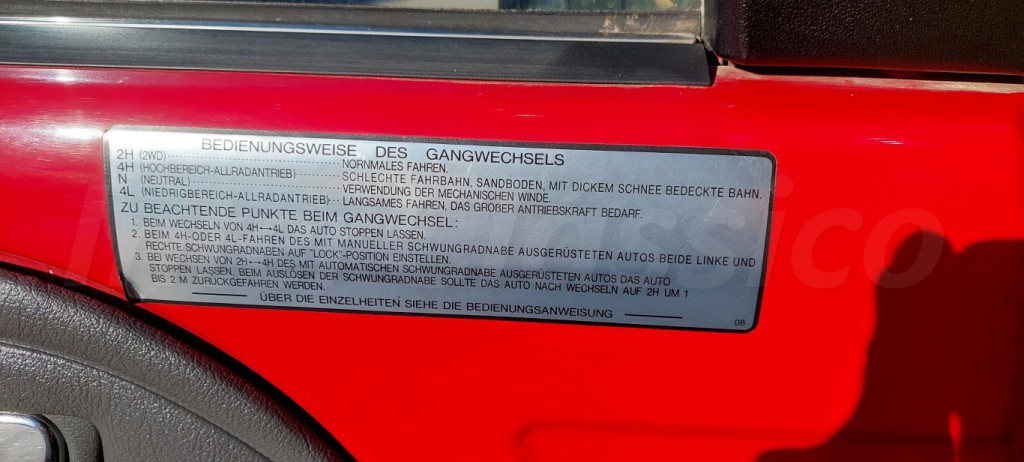 BEDIENUNGSWEISE DES GANGWECHSELS
2H (2WD)................NORNMALES FAHREN.
4H (HOCHBEREICH-ALLRADANTRIEB)........SCHLECHTE FAHRBAHN, SANDBODEN, MIT DICKEM SCHNEE BEDECKTE BAHN.
N (NEUTRAL)................VERWENDUNG DER MECHANISCHEN WINDE.
4L (NIEDRIGBEREICH-ALLRADANTRIEB)....LANGSAMES FAHREN, DAS GROßER ANTRIEBSKRAFT BEDARF.
ZU BEACHTENDE PUNKTE BEIM GANGWECHSEL:
1. BEIM WECHSELN VON 4H↔4L DAS AUTO STOPPEN LASSEN.
2. BEIM 4H-ODER 4L-FAHREN DES MIT MANUELLER SCHWUNGRADNABE AUSGERÜSTETEN AUTOS BEIDE LINKE UND
RECHTE SCHWUNGRADNABEN AUF "LOCK"-POSITION EINSTELLEN.
3. BEI WECHSEN VON 2H↔4H DES MIT AUTOMATISCHEN SCHWUNGRADNABE AUSGERÜSTETEN AUTOS DAS AUTO
STOPPEN LASSEN. BEIM AUSLÖSEN DER SCHWUNGRADNABE SOLLTE DAS AUTO NACH WECHSELN AUF 2H UM 1
BIS 2 M ZURÜCKGEFAHREN WERDEN.
ÜBER DIE EINZELHEITEN SIEHE DIE BEDIENUNGSANWEISUNG
08